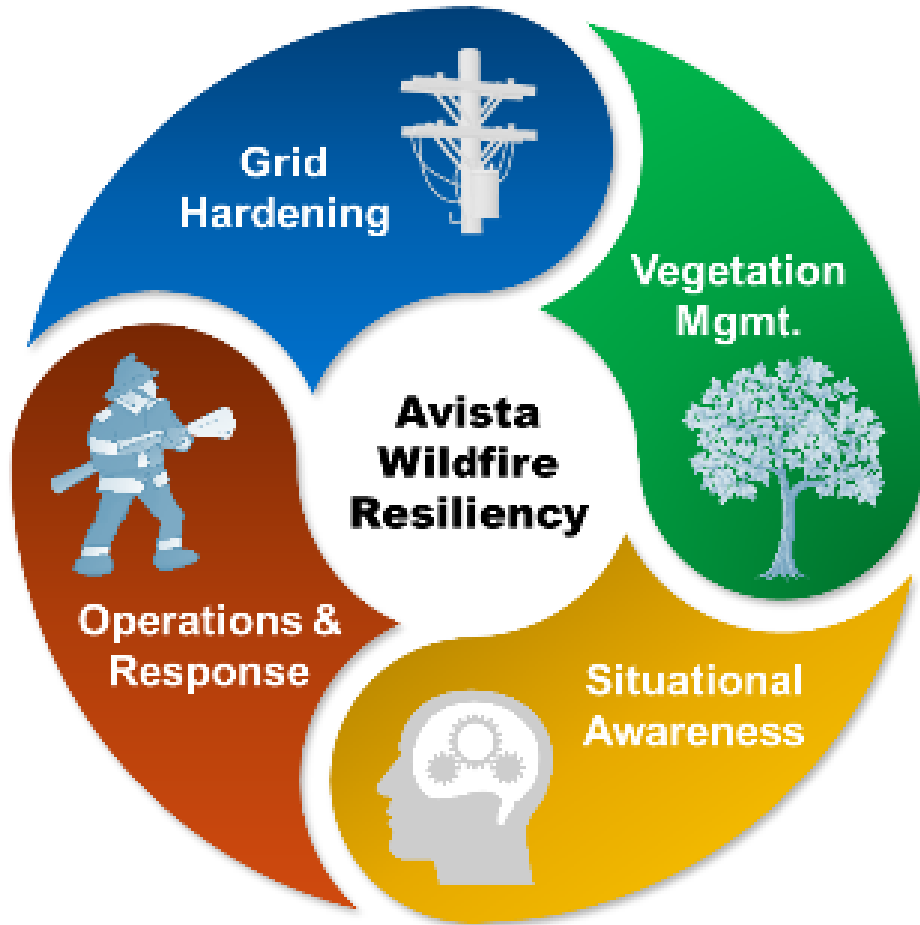 Grid
Hardening
Vegetation
Mgmt.
Avista
Wildfire
Resiliency
Operations &
Response
Situational
Awareness